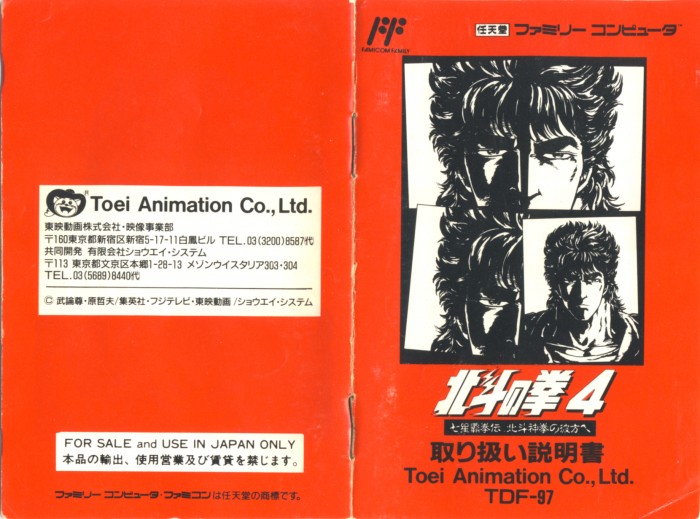 Toei Animation Co., Ltd.
東映動画株式会社・映像事業部
〒160東京都新宿区新宿5-17-11白鳳ビル TEL.03(3200)8587代
共同開発 有限会社ショウエイ・システム
〒113 東京都文京区本郷1-28-13 メゾンウイスタリア303・304
TEL.03(5689)8440代
© 武論尊・原哲夫/集英社・フジテレビ・東映動画/ショウエイ・システム
FOR SALE and USE IN JAPAN ONLY
本品の輸出、使用営業及び賃貸を禁じます。
ファミリー コンピュータ・ファミコンは任天堂の商標です。
FF
FAMICOM FAMILY
任天堂 ファミリー コンピュータ
北斗の拳4
七星覇拳伝 北斗神拳の彼方へ
取り扱い説明書
Toei Animation Co., Ltd.
TDF-97